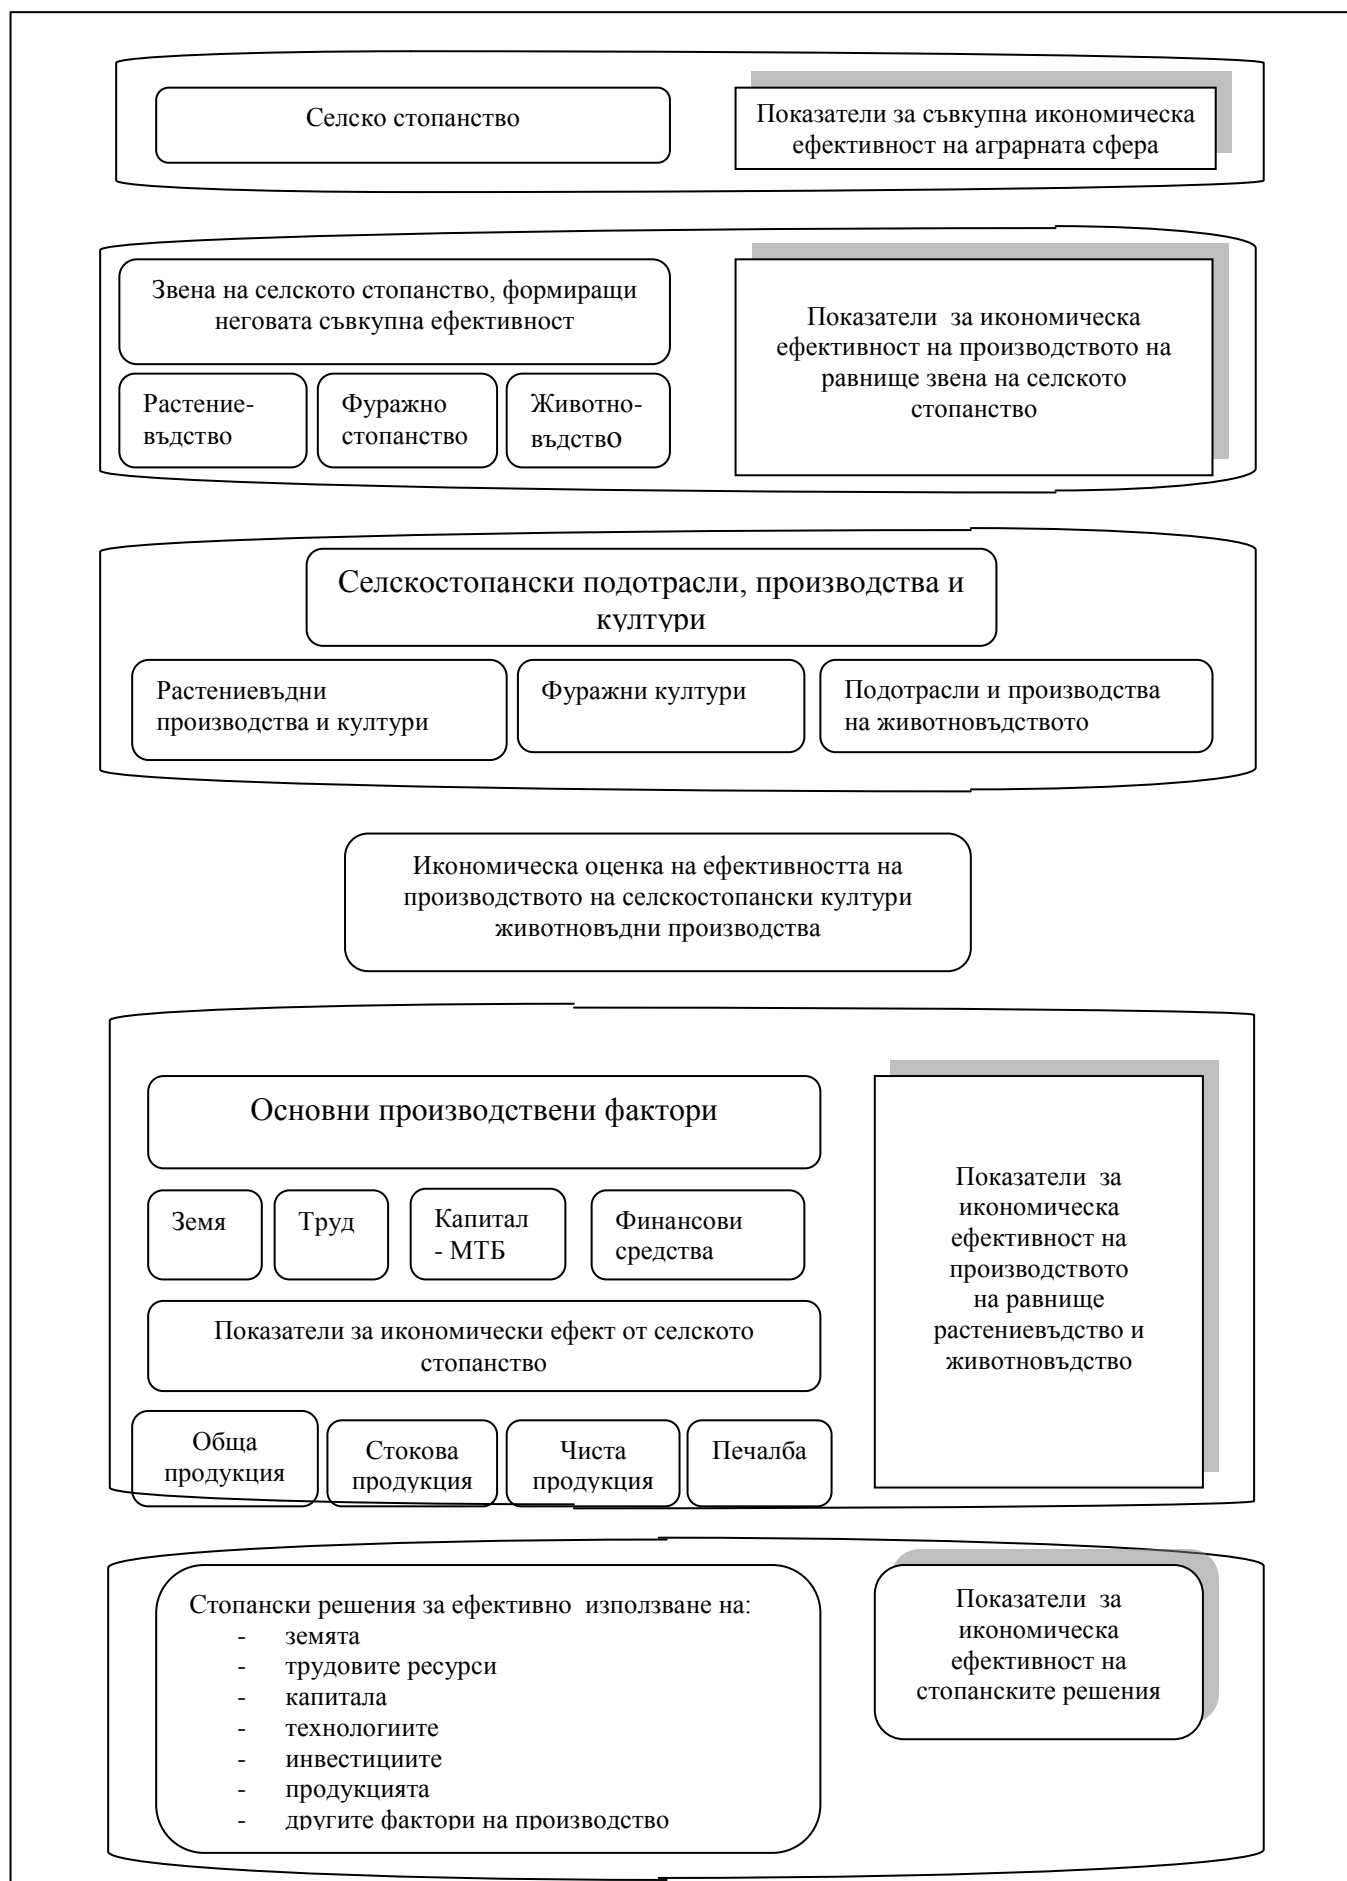 Селско стопанство
Показатели за съвкупна икономическа
ефективност на аграрната сфера
Звена на селското стопанство, формиращи
неговата съвкупна ефективност
Растение-
въдство
Фуражно
стопанство
Животно-
въдство
Показатели за икономическа
ефективност на производството на
равнище звена на селското
стопанство
Селскостопански подотрасли, производства и
култури
Растениевъдни
производства и култури
Фуражни култури
Подотрасли и производства
на животновъдството
Икономическа оценка на ефективността на
производството на селскостопански култури
животновъдни производства
Основни производствени фактори
Земя
Труд
Капитал
- МТБ
Финансови
средства
Показатели за икономически ефект от селското
стопанство
Обща
продукция
Стокова
продукция
Чиста
продукция
Печалба
Показатели за
икономическа
ефективност на
производството
на равнище
растениевъдство и
животновъдство
Стопански решения за ефективно използване на:
- земята
- трудовите ресурси
- капитала
- технологиите
- инвестициите
- продукцията
- другите фактори на производство
Показатели за
икономическа
ефективност на
стопанските решения